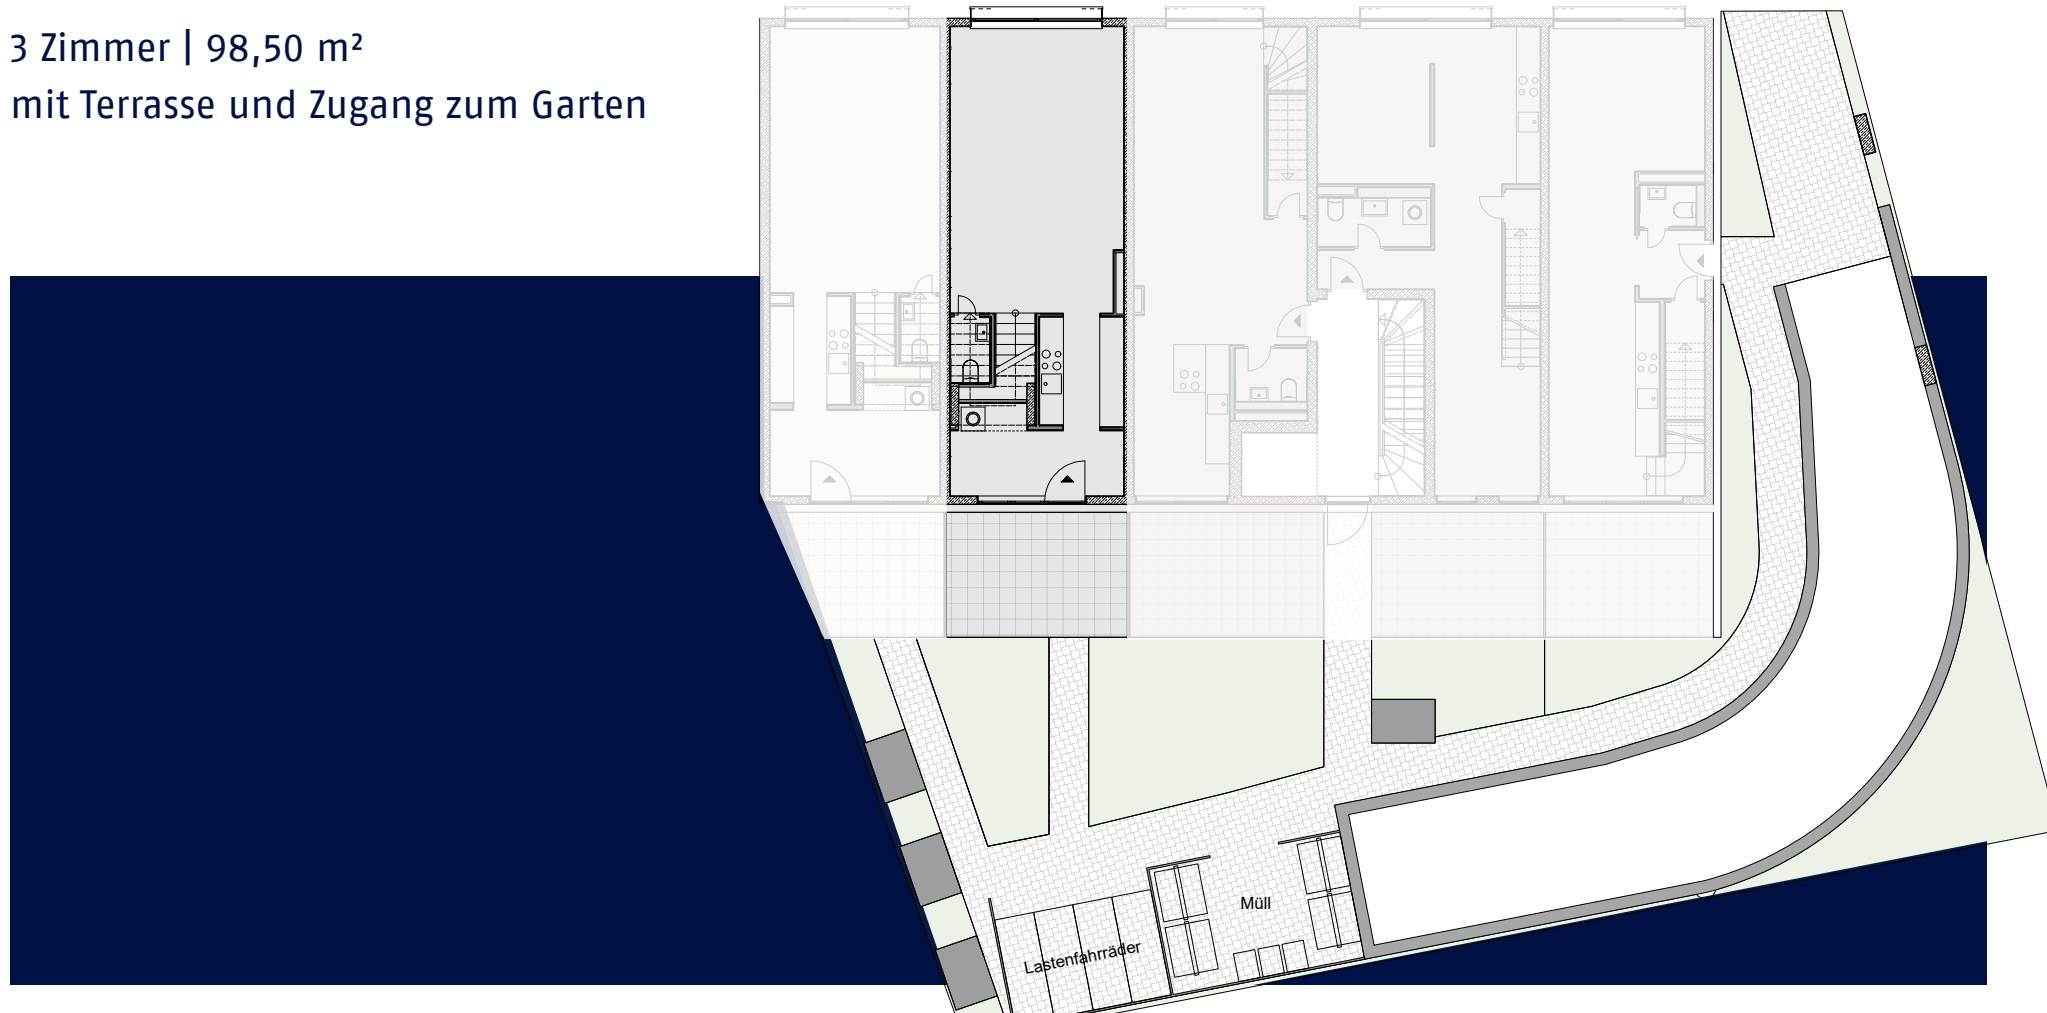 3 Zimmer | 98,50 m²
mit Terrasse und Zugang zum Garten
Müll
Lastenfahrräder